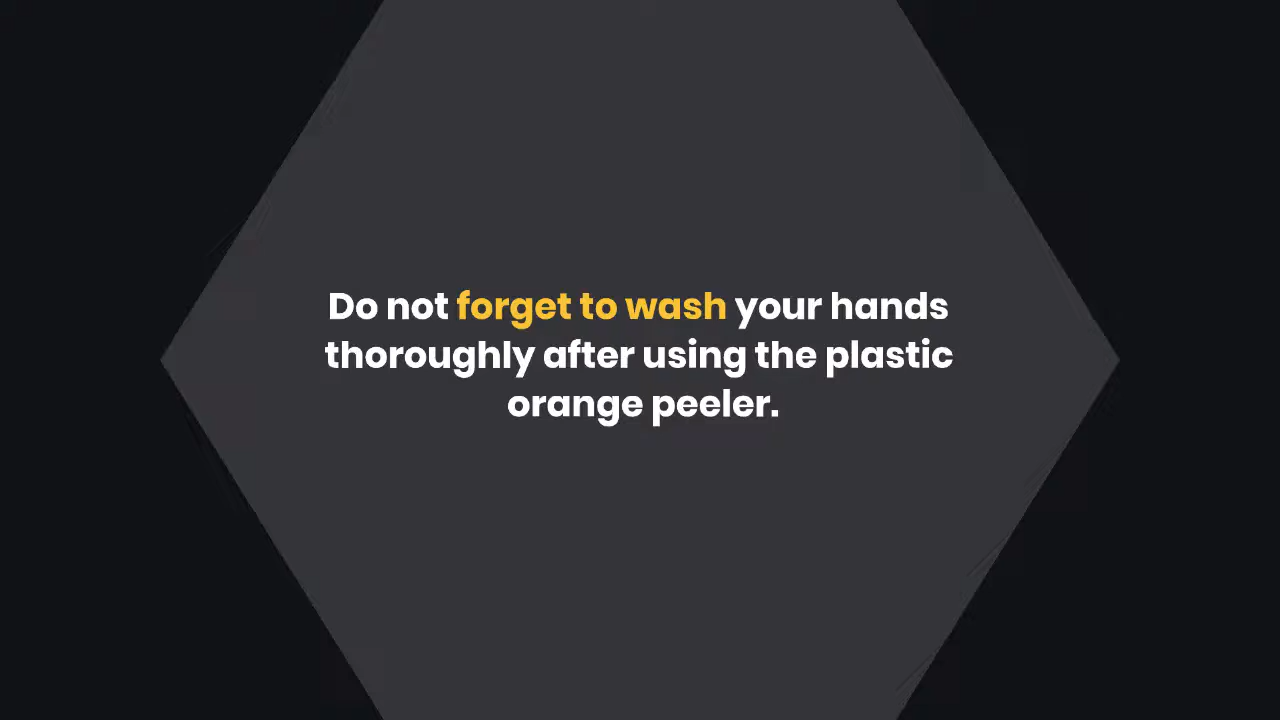 Do not forget to wash your hands
thoroughly after using the plastic
orange peeler.